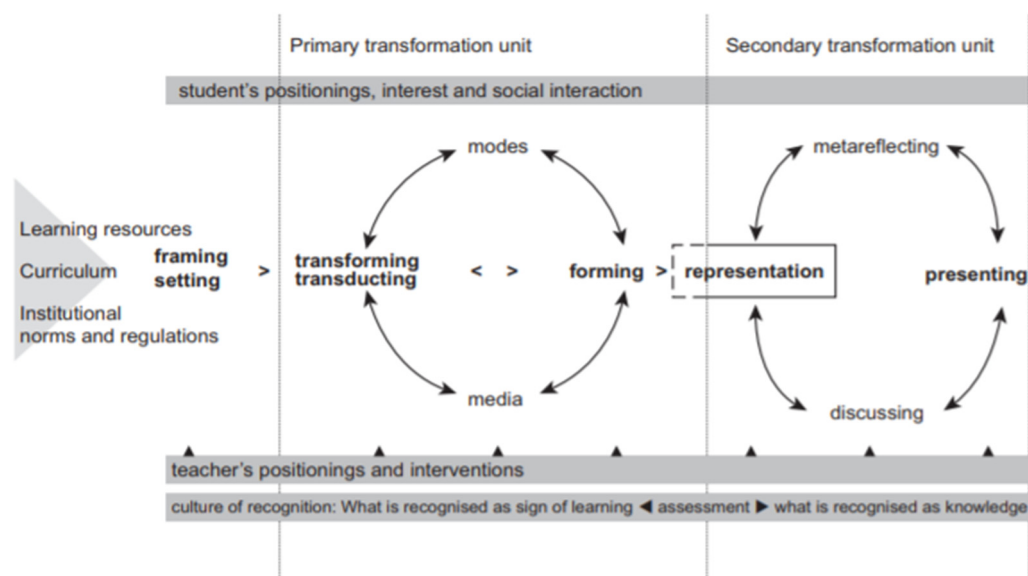 Primary transformation unit
Secondary transformation unit
student's positionings, interest and social interaction
modes
metareflecting
Learning resources
Curriculum
Institutional
norms and regulations
framing
setting
>
transforming
transducting
< >
forming
>
representation
presenting
media
discussing
teacher's positionings and interventions
culture of recognition: What is recognised as sign of learning ◄ assessment ► what is recognised as knowledge